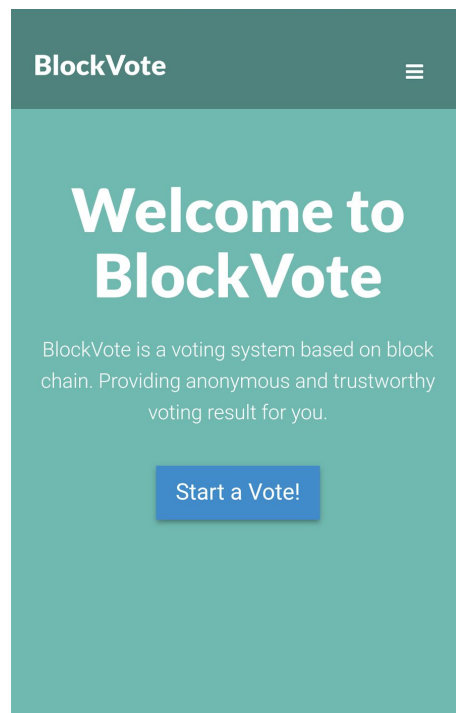 BlockVote
Welcome to
BlockVote
BlockVote is a voting system based on block
chain. Providing anonymous and trustworthy
voting result for you.
Start a Vote!